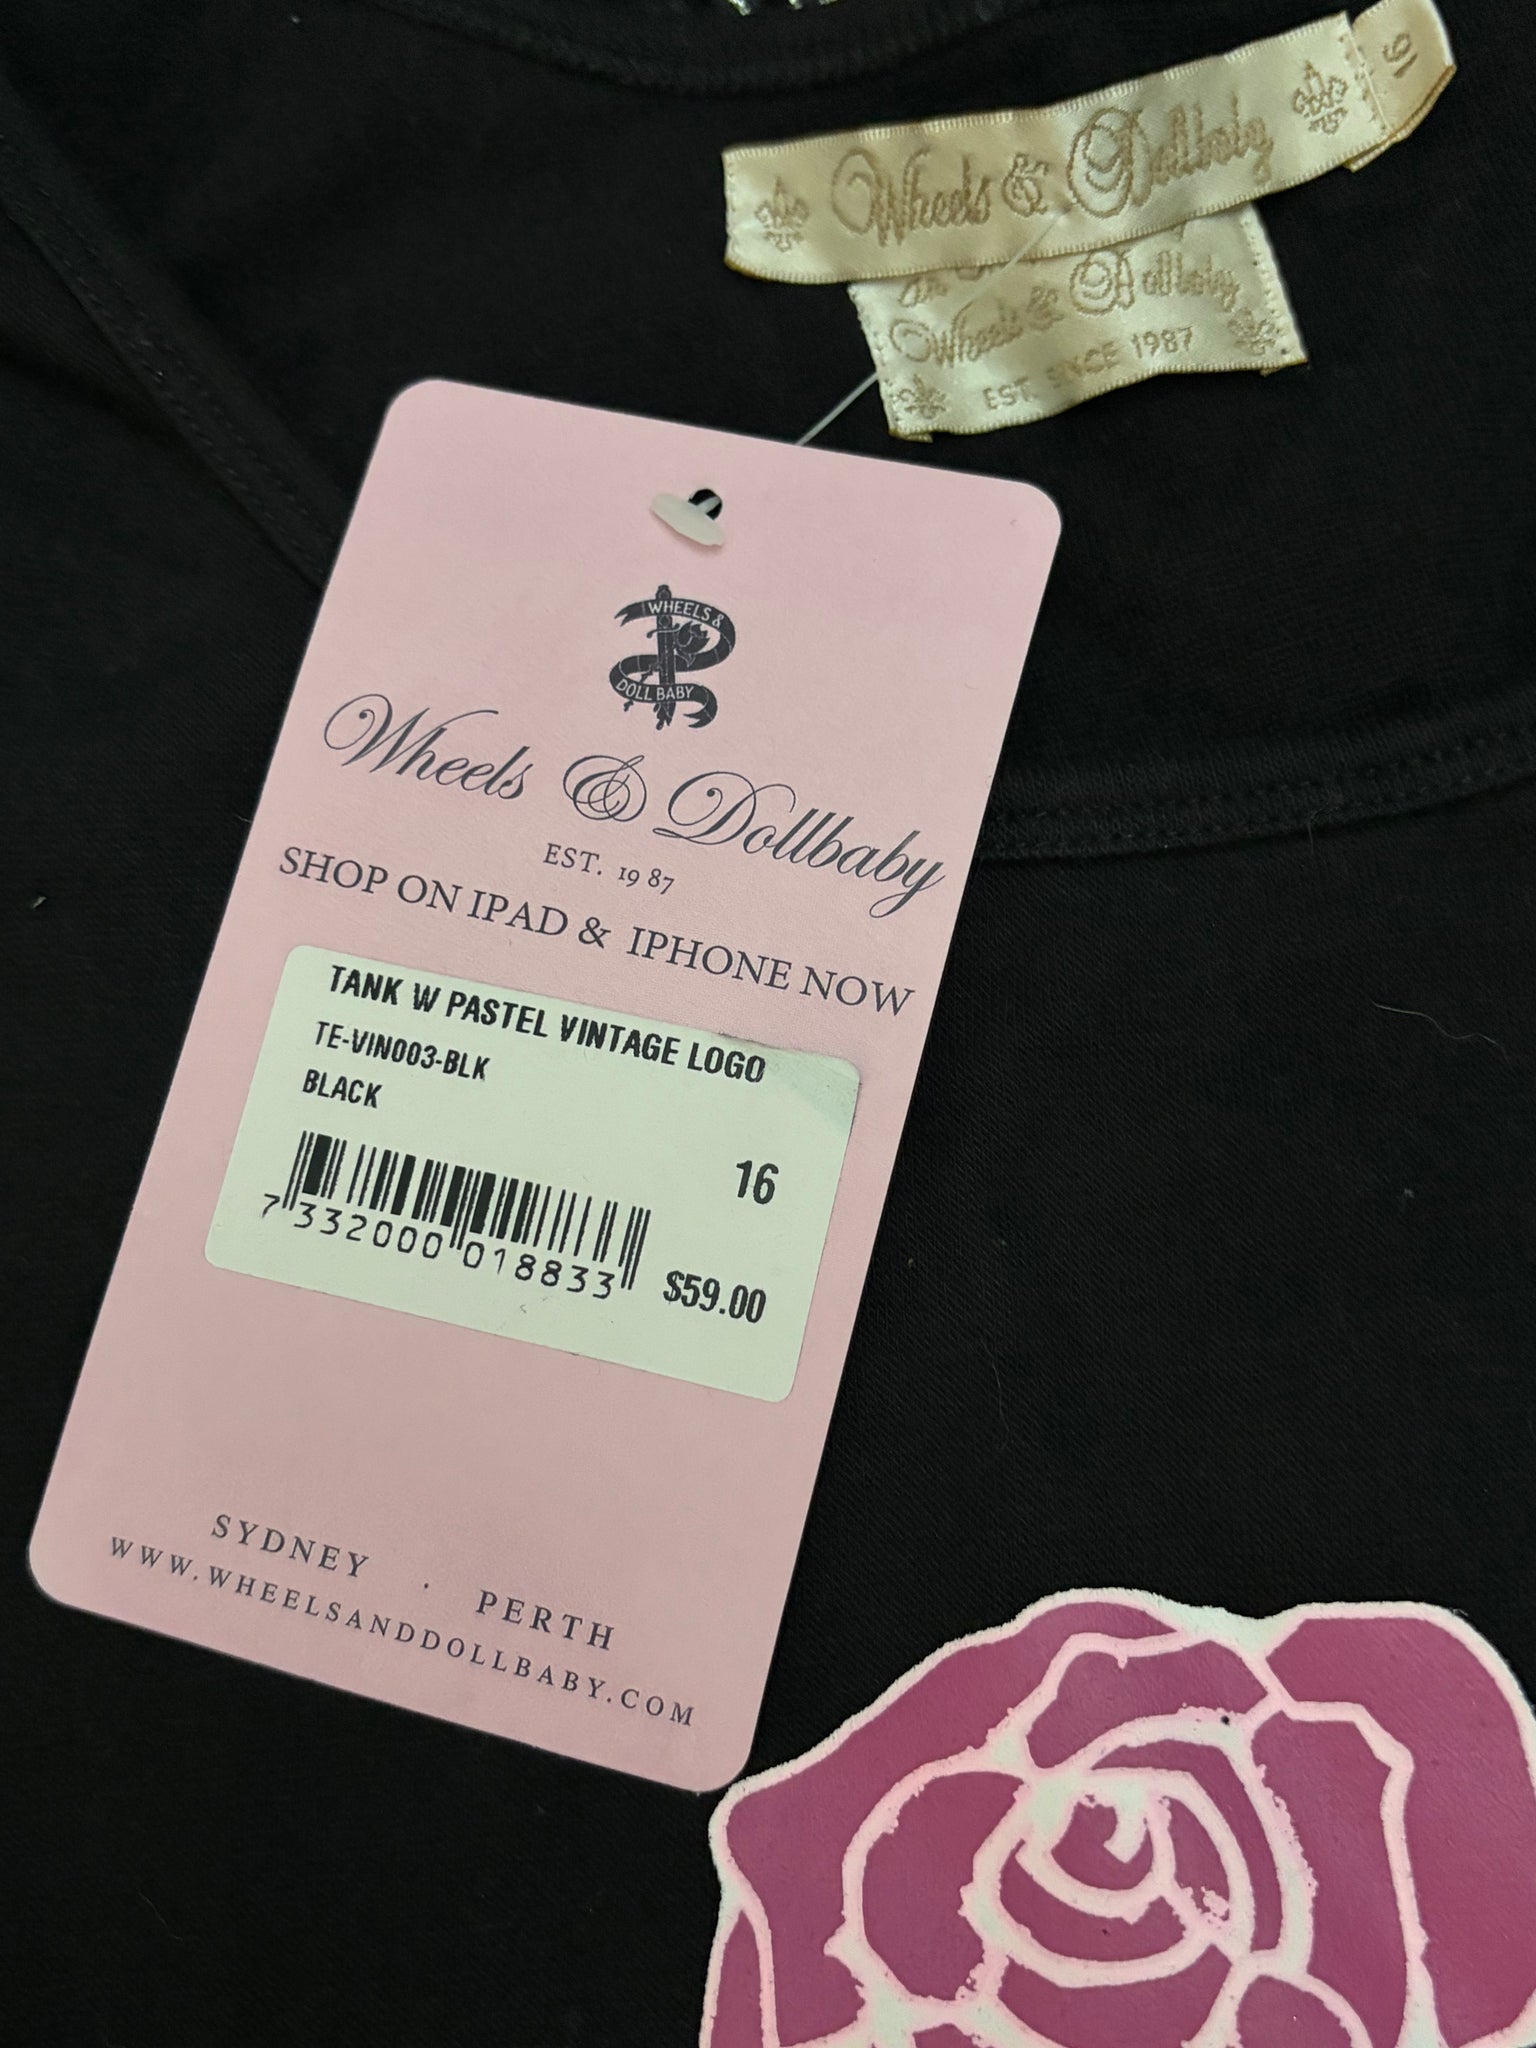 16
Wheels & Dollbaby
Wheels & Dollbaby
EST. SINCE 1987
WHEELS &
DOLL BABY
Wheels & Dollbaby
EST. 1987
SHOP ON IPAD & IPHONE NOW
TANK W PASTEL VINTAGE LOGO
TE-VIN003-BLK
BLACK
16
7 332000 018833
$59.00
SYDNEY . PERTH
WWW.WHEELSANDDOLLBABY.COM